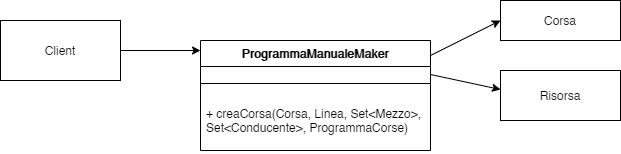 Client
ProgrammaManualeMaker
+ creaCorsa(Corsa, Linea, Set<Mezzo>,
Set<Conducente>, ProgrammaCorse)
Corsa
Risorsa